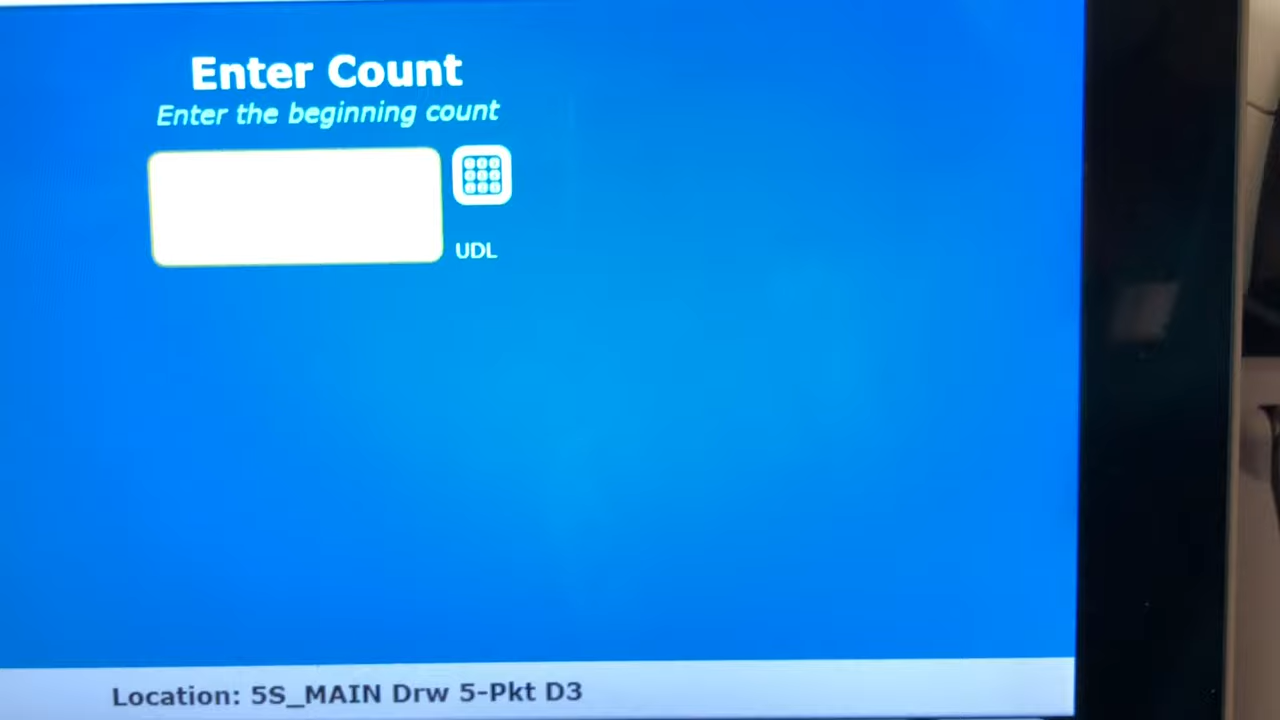 Enter Count
Enter the beginning count
UDL
Location: 5S_MAIN Drw 5-Pkt D3